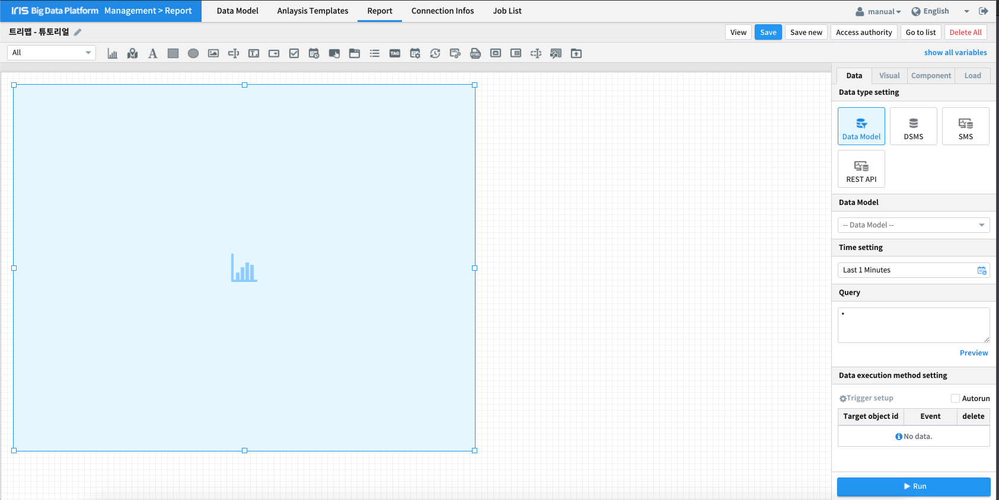 IRIS Big Data Platform Management > Report Data Model Anlaysis Templates Report Connection Infos Job List manual English
트리맵 - 튜토리얼 View Save Save new Access authority Go to list Delete All
All A T TAG URL HTML show all variables
Data Visual Component Load
Data type setting
Data Model DSMS SMS
REST API
Data Model
-- Data Model --
Time setting
Last 1 Minutes
Query
*
Preview
Data execution method setting
Trigger setup Autorun
Target object id Event delete
No data.
Run